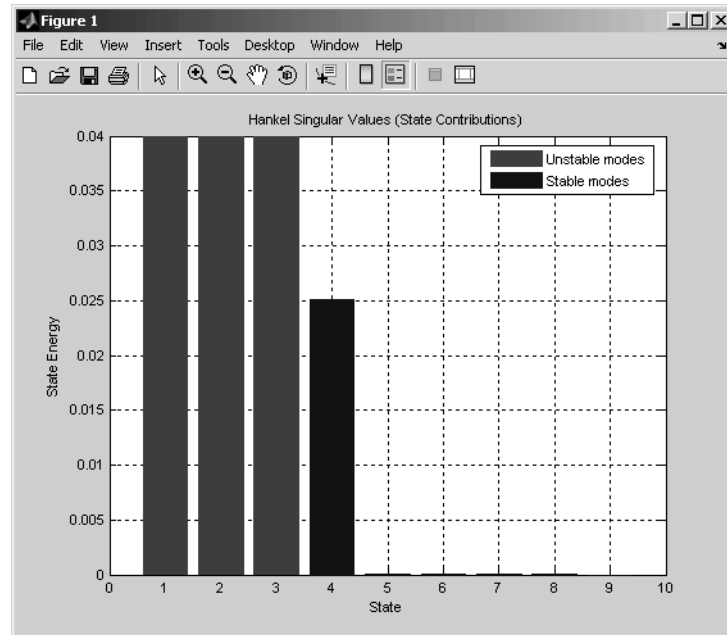 Figure 1
File Edit View Insert Tools Desktop Window Help
Hankel Singular Values (State Contributions)
Unstable modes
Stable modes
State Energy
0.04
0.035
0.03
0.025
0.02
0.015
0.01
0.005
0
0 1 2 3 4 5 6 7 8 9 10
State